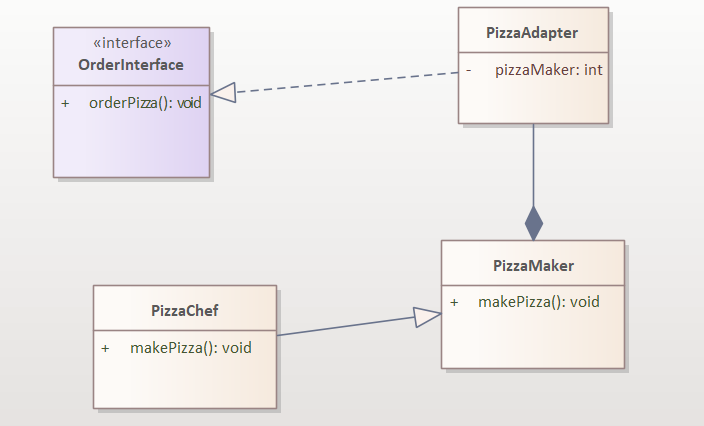 «interface»
OrderInterface
+ orderPizza(): void
PizzaAdapter
- pizzaMaker: int
PizzaMaker
+ makePizza(): void
PizzaChef
+ makePizza(): void